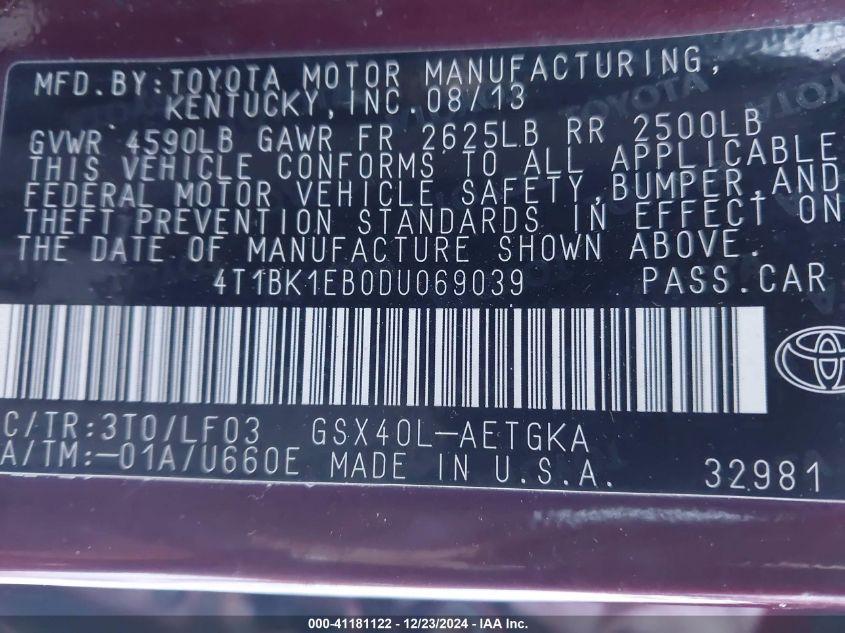 MFD.BY:TOYOTA MOTOR MANUFACTURING,
KENTUCKY,INC.08/13
GVWR 4590LB GAWR FR 2625LB RR 2500LB
THIS VEHICLE CONFORMS TO ALL APPLICABLE
FEDERAL MOTOR VEHICLE SAFETY,BUMPER,AND
THEFT PREVENTION STANDARDS IN EFFECT ON
THE DATE OF MANUFACTURE SHOWN ABOVE.
4T1BK1EB0DU069039 PASS.CAR
C/TR:3T0/LF03 GSX40L-AETGKA
A/TM:-01A/U660E MADE IN U.S.A. 32981
000-41181122 - 12/23/2024 - IAA Inc.